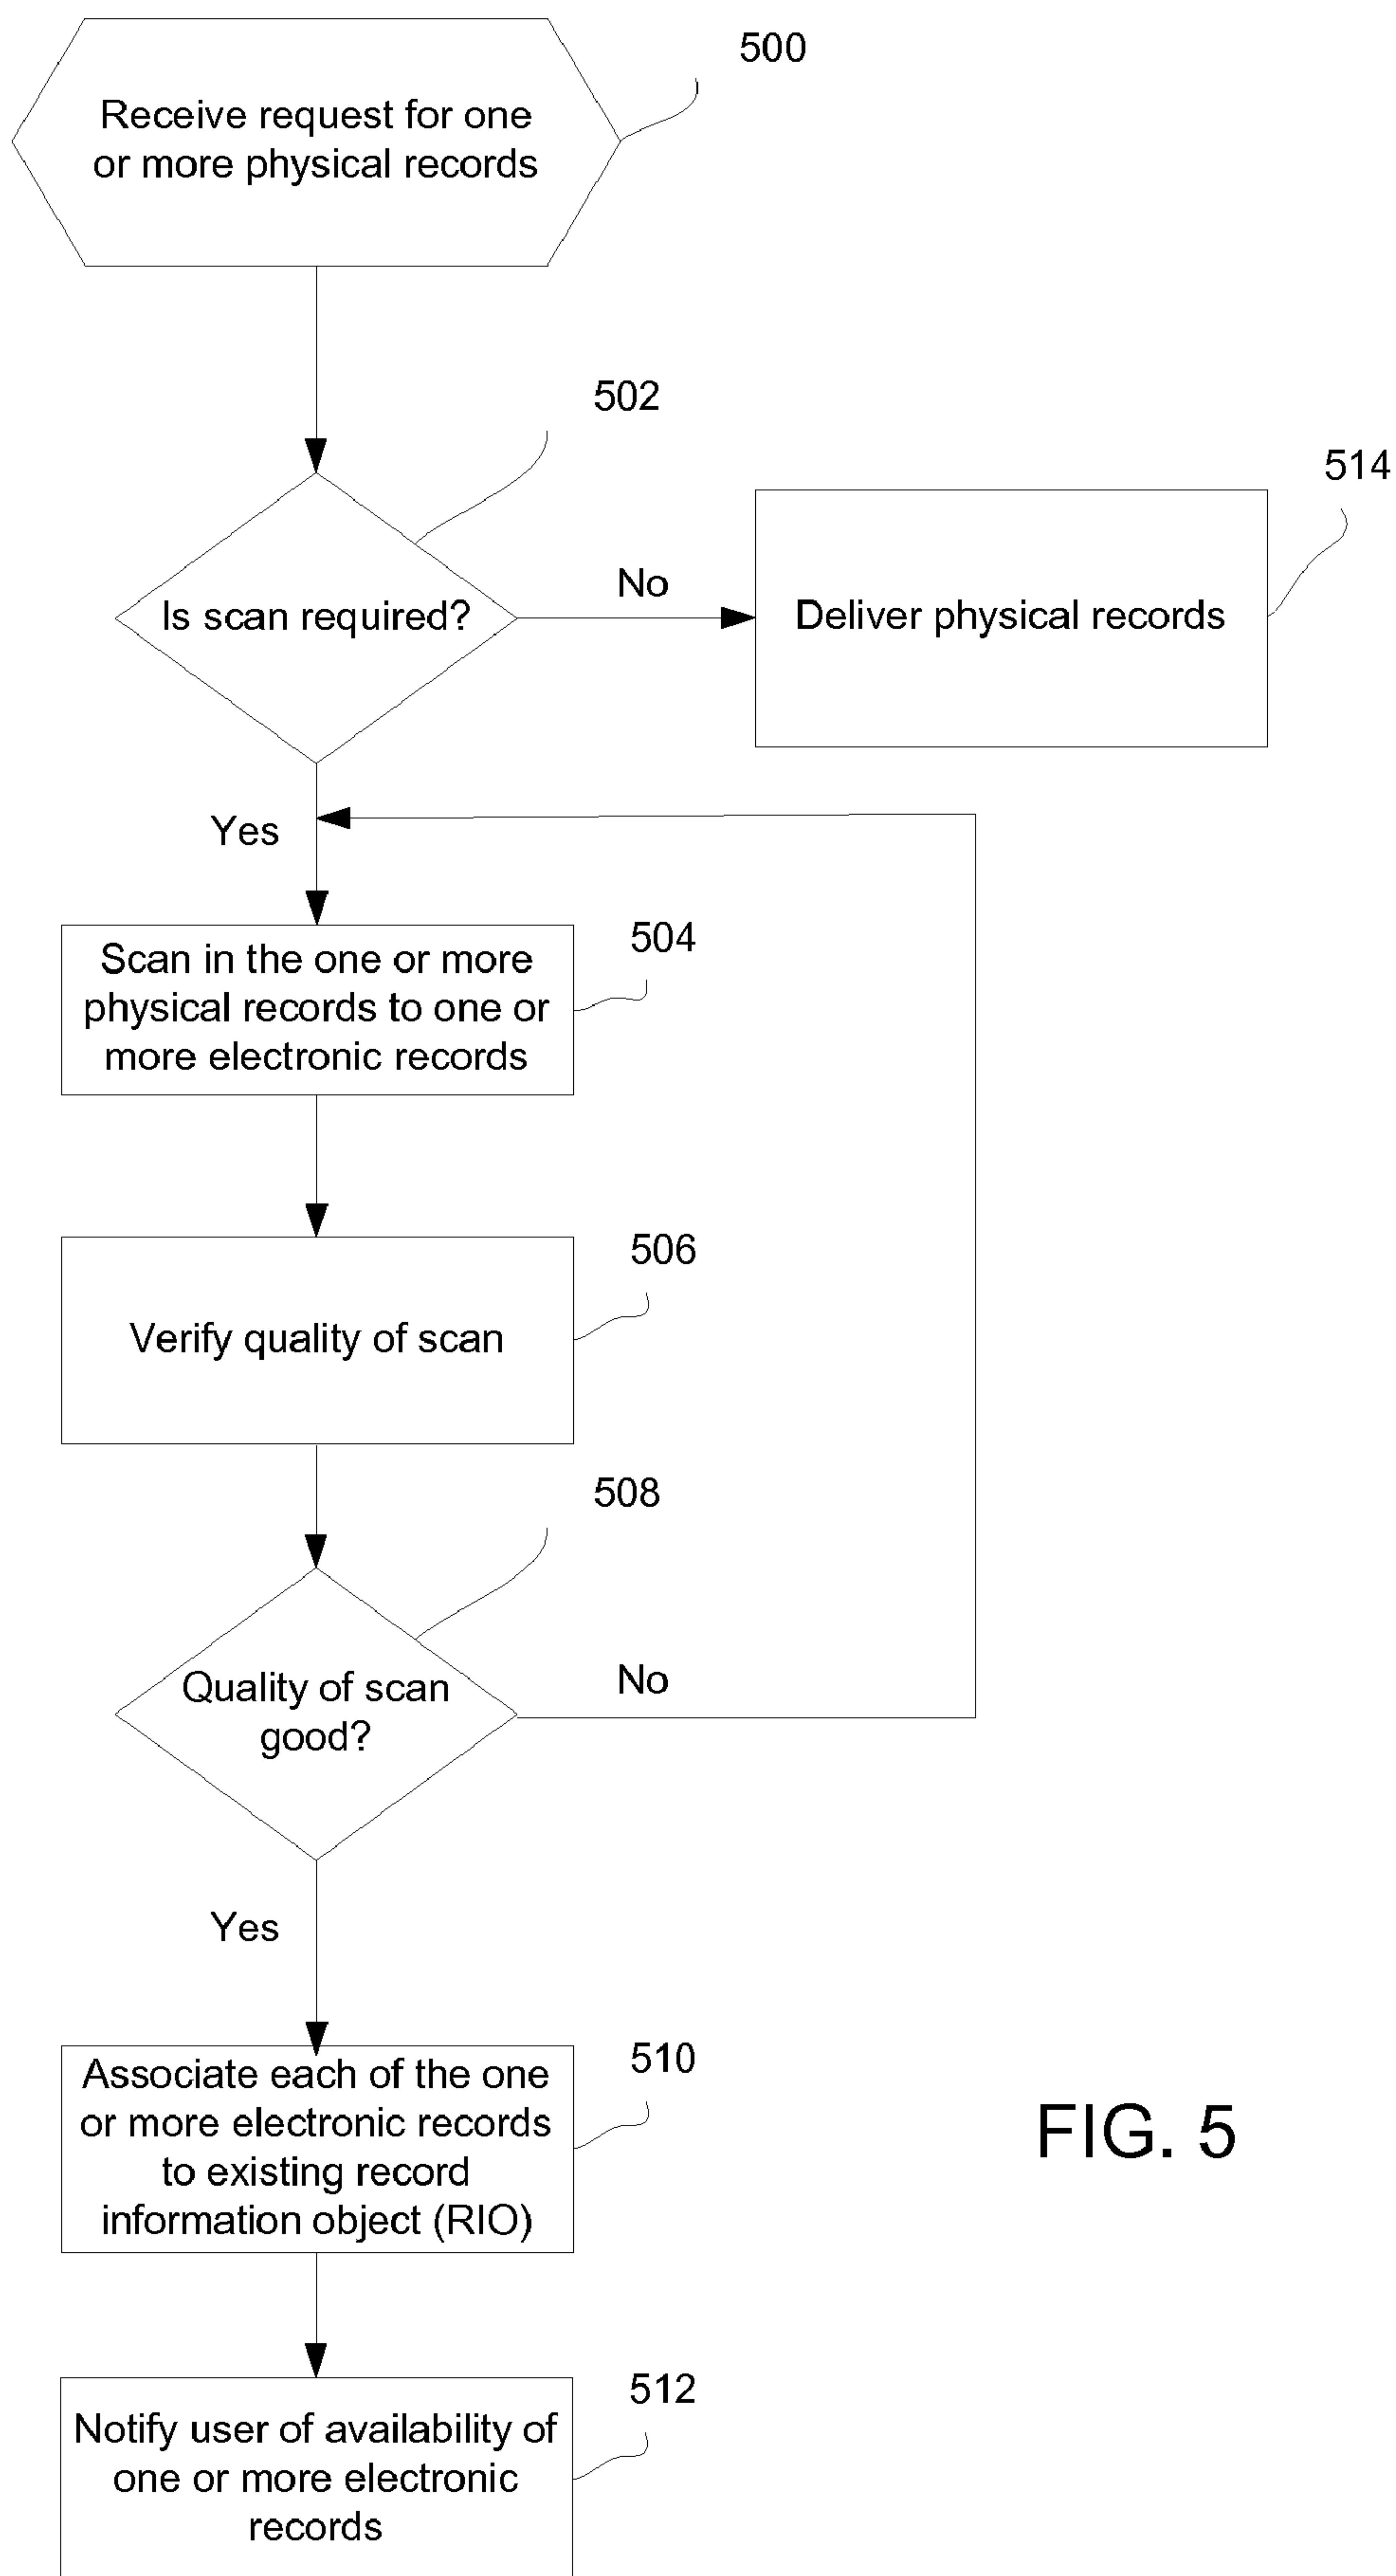 500
Receive request for one
or more physical records
502
514
Is scan required?
No
Deliver physical records
Yes
504
Scan in the one or more
physical records to one or
more electronic records
506
Verify quality of scan
508
Quality of scan
good?
No
Yes
510
Associate each of the one
or more electronic records
to existing record
information object (RIO)
FIG. 5
512
Notify user of availability of
one or more electronic
records